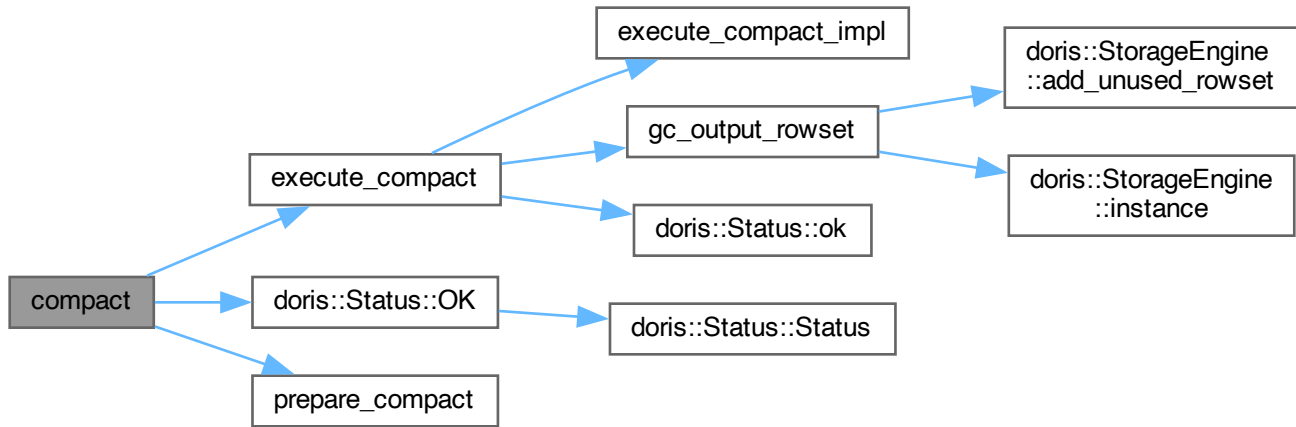 compact
execute_compact
doris::Status::OK
prepare_compact
execute_compact_impl
gc_output_rowset
doris::Status::ok
doris::Status::Status
doris::StorageEngine
::add_unused_rowset
doris::StorageEngine
::instance